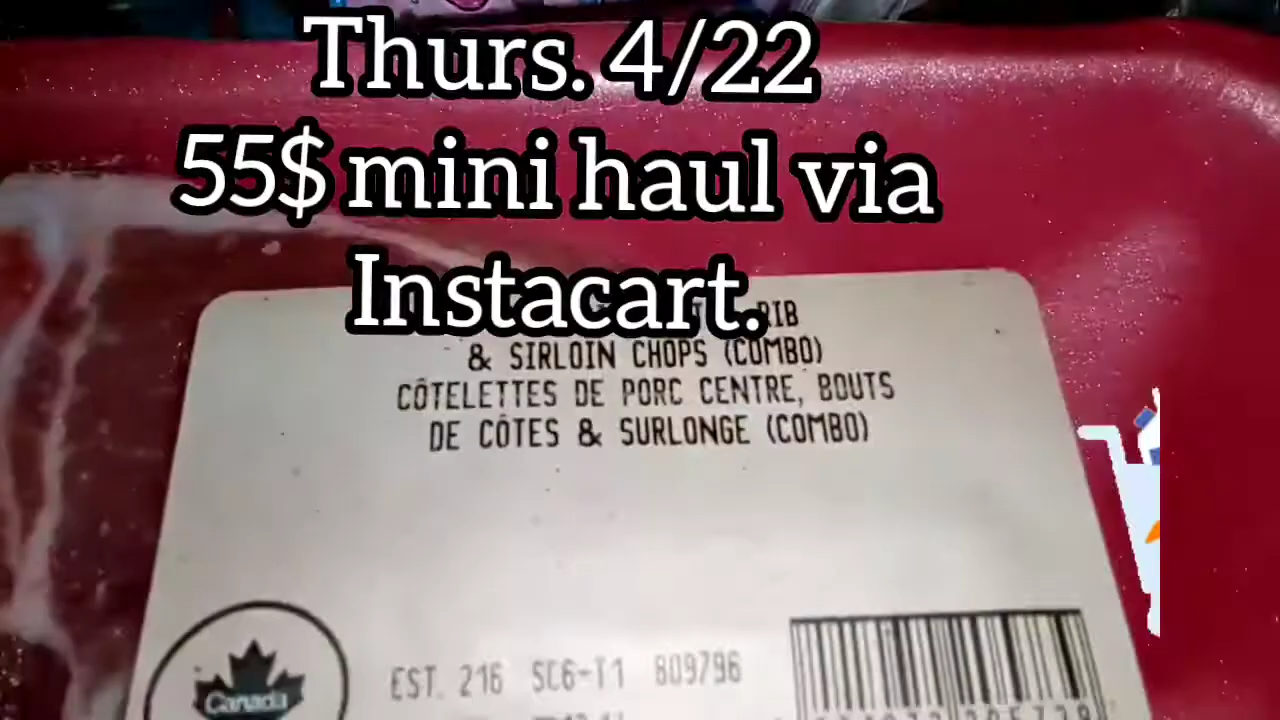 Thurs. 4/22
55$ mini haul via
Instacart.
RIB
& SIRLOIN CHOPS (COMBO)
CÔTELETTES DE PORC CENTRE, BOUTS
DE CÔTES & SURLONGE (COMBO)
EST. 216 SC6-T1 809796
Canada